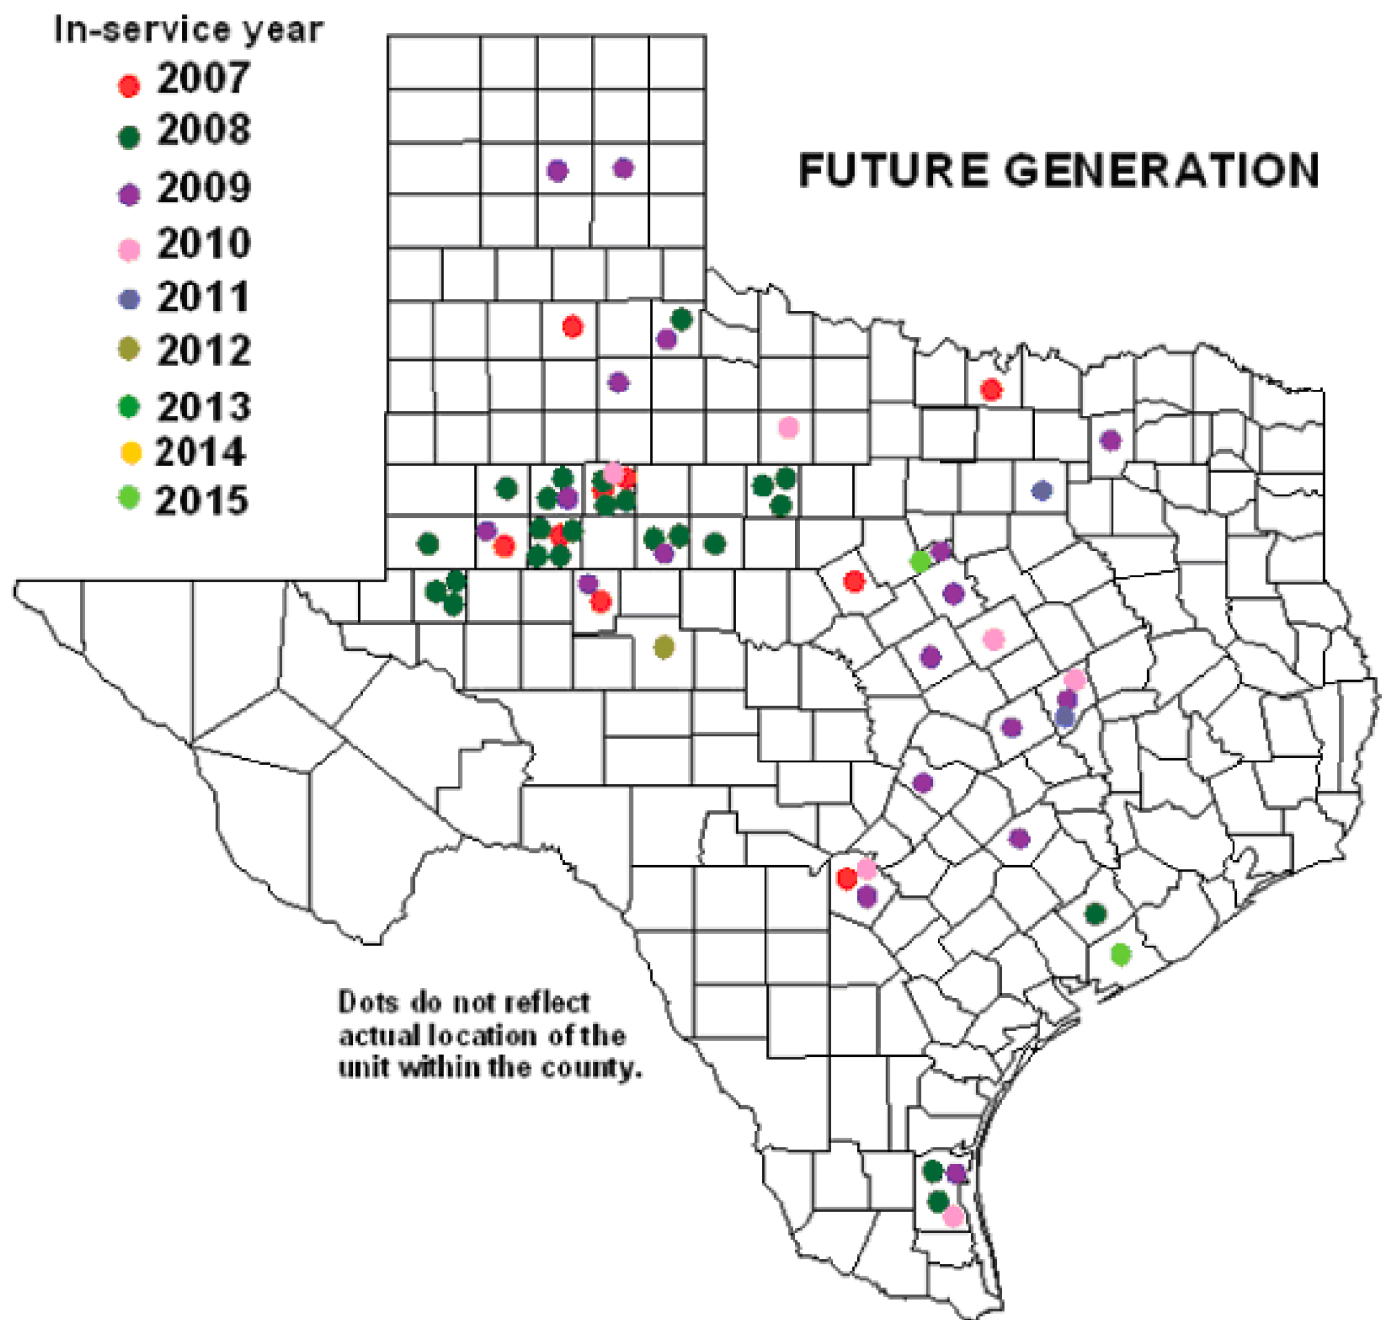 In-service year
2007
2008
2009
2010
2011
2012
2013
2014
2015
FUTURE GENERATION
Dots do not reflect
actual location of the
unit within the county.